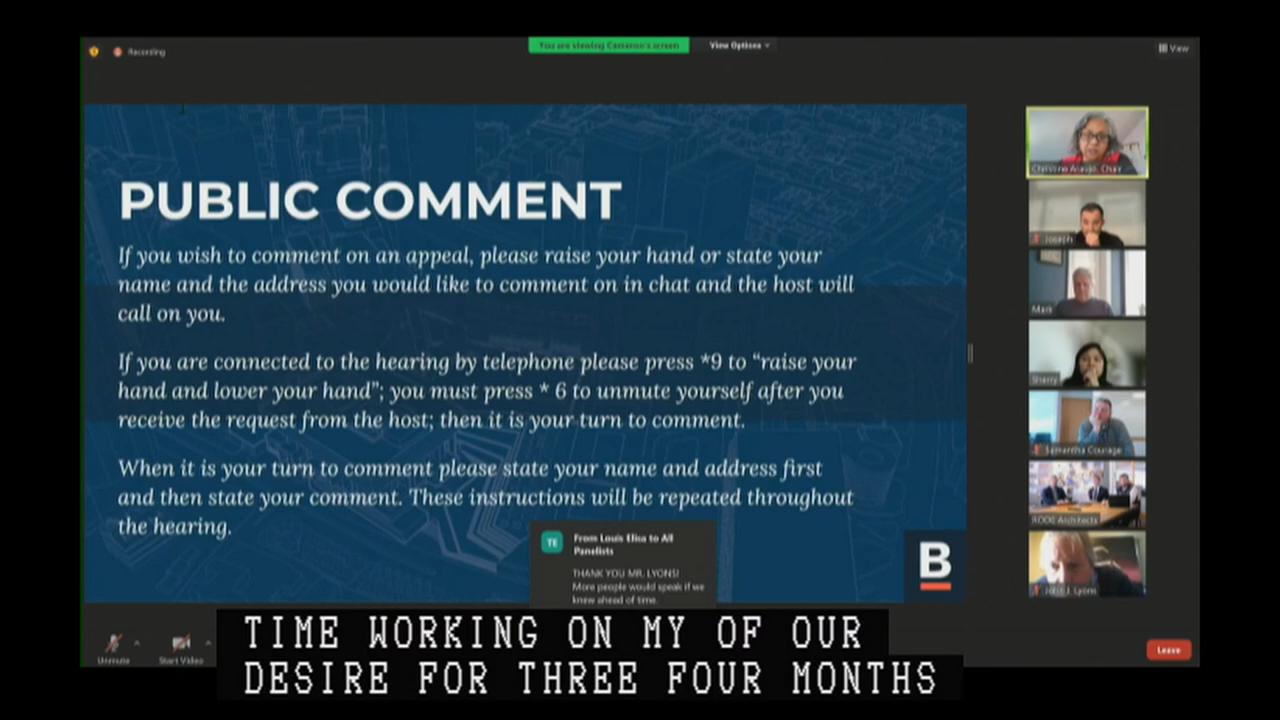 Recording
You are viewing Cameron's screen
View Options
View
PUBLIC COMMENT
If you wish to comment on an appeal, please raise your hand or state your
name and the address you would like to comment on in chat and the host will
call on you.
If you are connected to the hearing by telephone please press *9 to “raise your
hand and lower your hand”; you must press * 6 to unmute yourself after you
receive the request from the host; then it is your turn to comment.
When it is your turn to comment please state your name and address first
and then state your comment. These instructions will be repeated throughout
the hearing.
B
TE
From Louis Elisa to All
Panelists
THANK YOU MR. LYONS!
More people would speak if we
knew ahead of time.
Christine Araujo, Chair
Joseph
Mark
Sherry
Samantha Courage
Architects
John J. Lyons
Unmute
Start Video
Leave
TIME WORKING ON MY OF OUR
DESIRE FOR THREE FOUR MONTHS